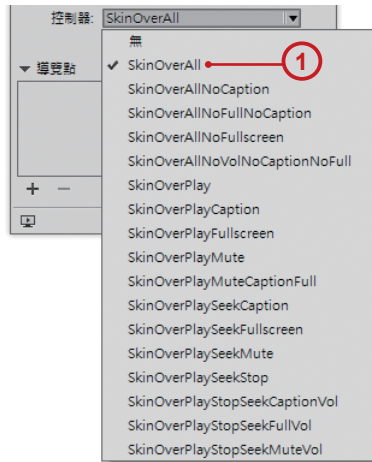 控制器: SkinOverAll
無
SkinOverAll
1
導覽點
SkinOverAllNoCaption
SkinOverAllNoFullNoCaption
SkinOverAllNoFullscreen
SkinOverAllNoVolNoCaptionNoFull
SkinOverPlay
SkinOverPlayCaption
SkinOverPlayFullscreen
SkinOverPlayMute
SkinOverPlayMuteCaptionFull
SkinOverPlaySeekCaption
SkinOverPlaySeekFullscreen
SkinOverPlaySeekMute
SkinOverPlaySeekStop
SkinOverPlayStopSeekCaptionVol
SkinOverPlayStopSeekFullVol
SkinOverPlayStopSeekMuteVol